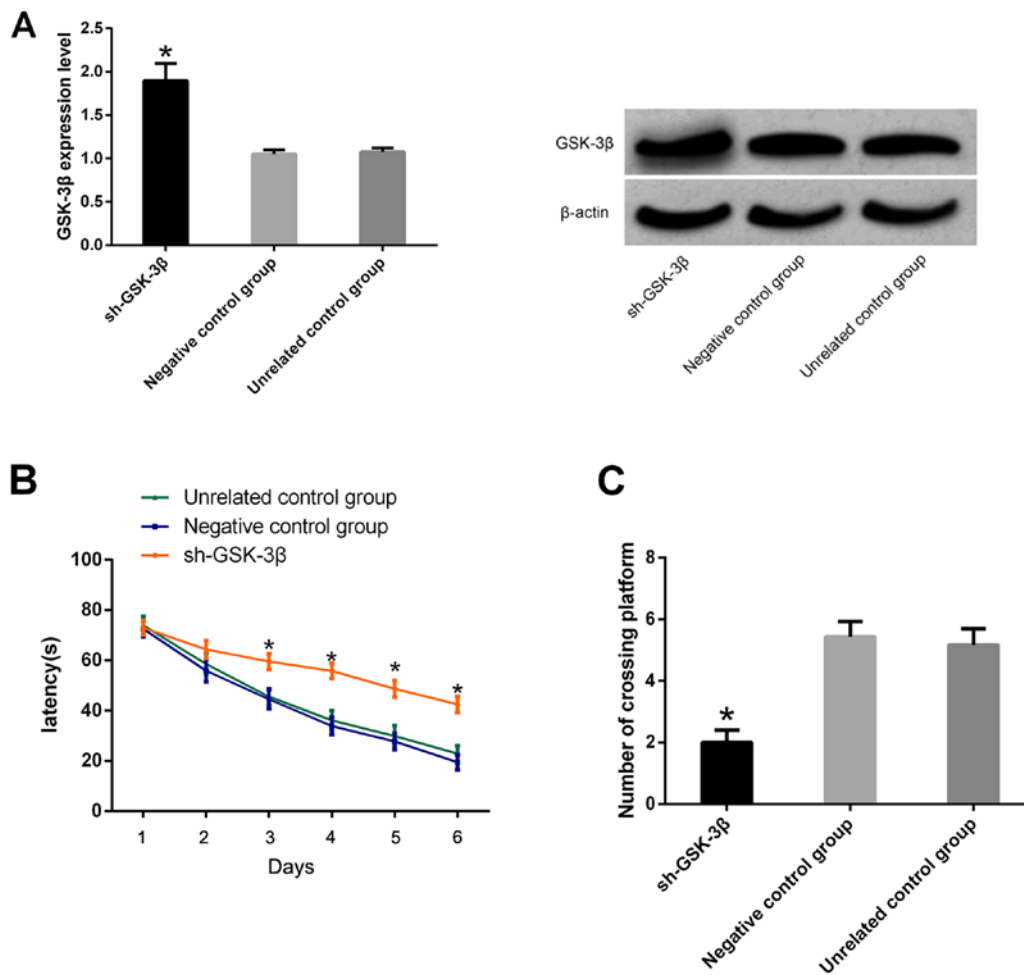 A
GSK-3β expression level
2.5
2.0
1.5
1.0
0.5
0.0
*
sh-GSK-3β
Negative control group
Unrelated control group
GSK-3β
β-actin
sh-GSK-3β
Negative control group
Unrelated control group
B
Unrelated control group
Negative control group
sh-GSK-3β
latency(s)
100
80
60
40
20
0
* * * *
1 2 3 4 5 6
Days
C
Number of crossing platform
8
6
4
2
0
*
sh-GSK-3β
Negative control group
Unrelated control group